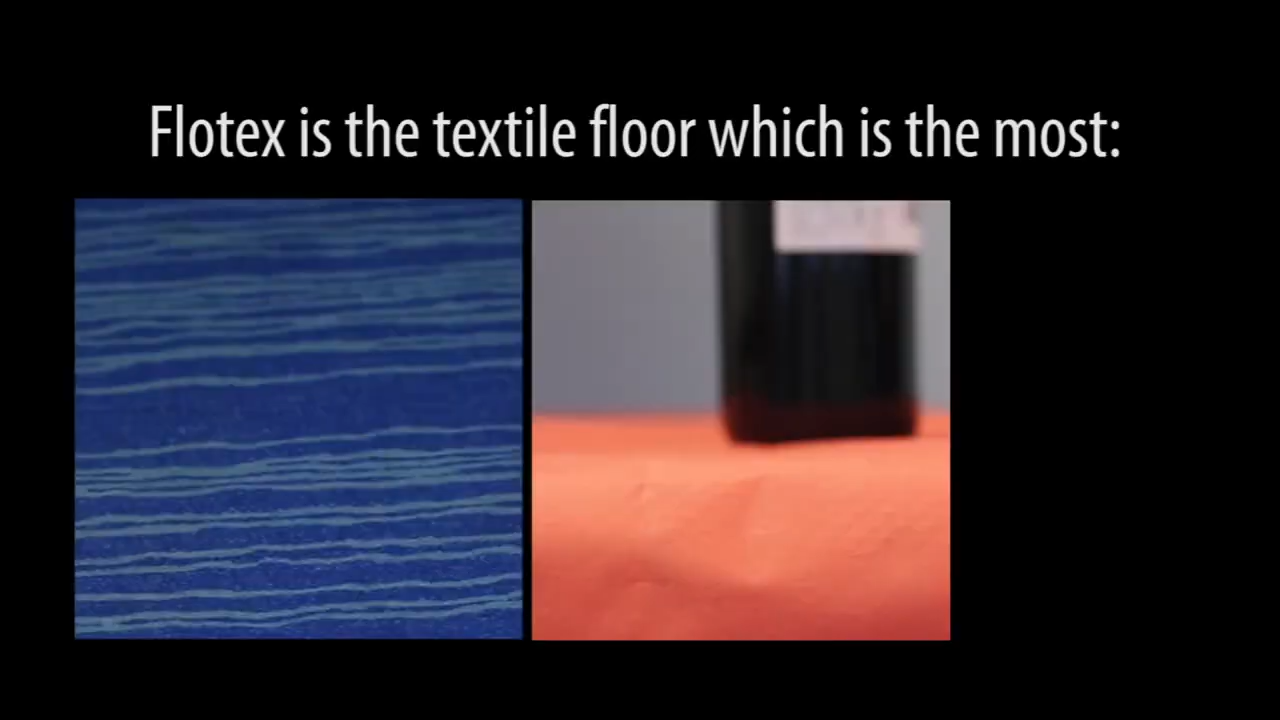 Flotex is the textile floor which is the most: